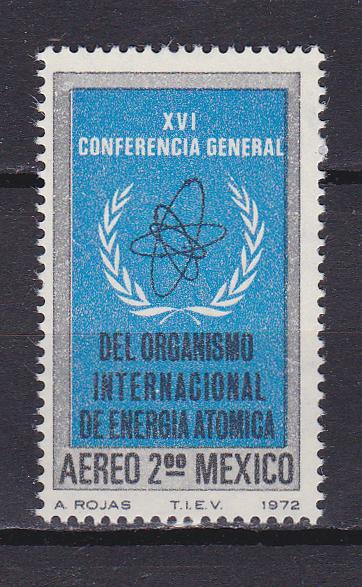 XVI
CONFERENCIA GENERAL
DEL ORGANISMO
INTERNACIONAL
DE ENERGIA ATOMICA
AEREO 2.00 MEXICO
A. ROJAS T.I.E.V. 1972